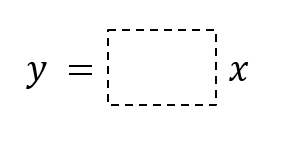 y = x